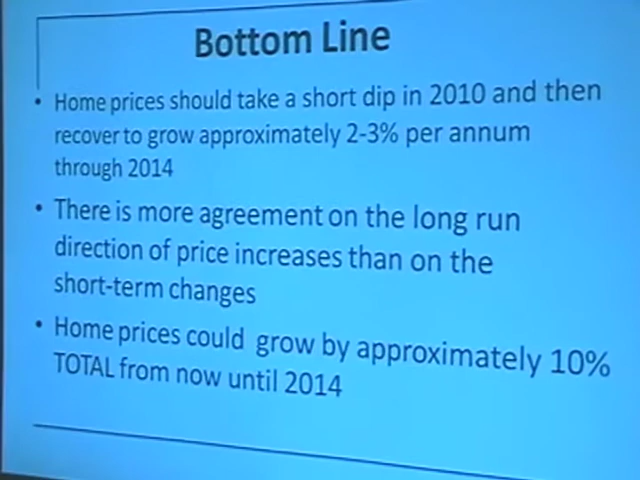 Bottom Line
• Home prices should take a short dip in 2010 and then
recover to grow approximately 2-3% per annum
through 2014
• There is more agreement on the long run
direction of price increases than on the
short-term changes
• Home prices could grow by approximately 10%
TOTAL from now until 2014